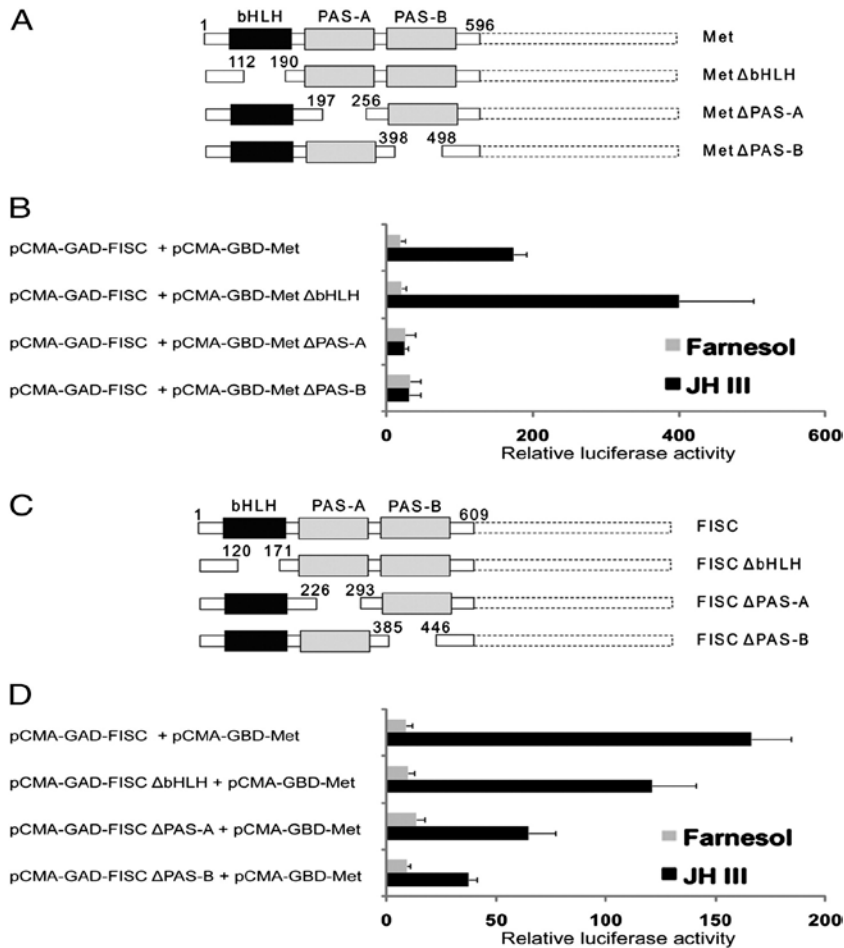 A
bHLH PAS-A PAS-B
1 596
Met
112 190
Met ΔbHLH
197 256
Met ΔPAS-A
398 498
Met ΔPAS-B
B
pCMA-GAD-FISC + pCMA-GBD-Met
pCMA-GAD-FISC + pCMA-GBD-Met ΔbHLH
pCMA-GAD-FISC + pCMA-GBD-Met ΔPAS-A
pCMA-GAD-FISC + pCMA-GBD-Met ΔPAS-B
Farnesol
JH III
0 200 400 600
Relative luciferase activity
C
bHLH PAS-A PAS-B
1 609
FISC
120 171
FISC ΔbHLH
226 293
FISC ΔPAS-A
385 446
FISC ΔPAS-B
D
pCMA-GAD-FISC + pCMA-GBD-Met
pCMA-GAD-FISC ΔbHLH + pCMA-GBD-Met
pCMA-GAD-FISC ΔPAS-A + pCMA-GBD-Met
pCMA-GAD-FISC ΔPAS-B + pCMA-GBD-Met
Farnesol
JH III
0 50 100 150 200
Relative luciferase activity